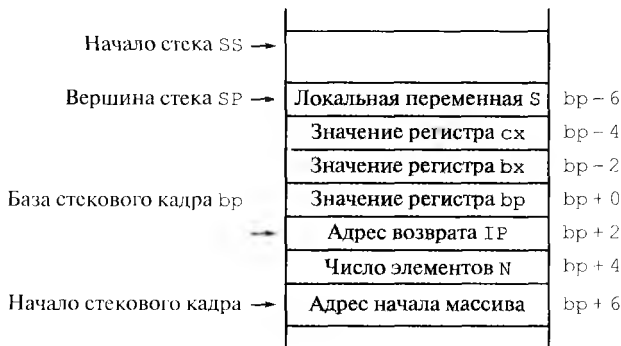 Начало стека SS
Вершина стека SP Локальная переменная S bp – 6
Значение регистра cx bp – 4
Значение регистра bx bp – 2
База стекового кадра bp Значение регистра bp bp + 0
Адрес возврата IP bp + 2
Число элементов N bp + 4
Начало стекового кадра Адрес начала массива bp + 6